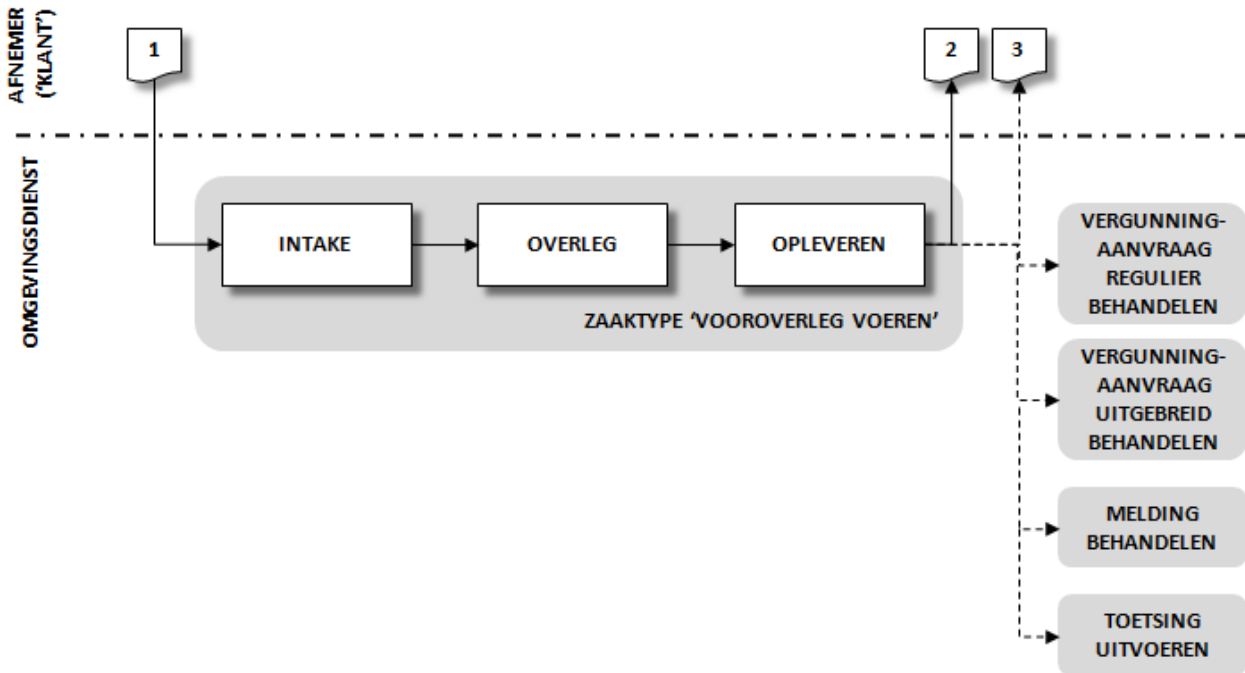 AFNEMER
(‘KLANT’)
1
2
3
OMGEVINGSDIENST
INTAKE
OVERLEG
OPLEVEREN
ZAAKTYPE ‘VOOROVERLEG VOEREN’
VERGUNNING-
AANVRAAG
REGULIER
BEHANDELEN
VERGUNNING-
AANVRAAG
UITGEBREID
BEHANDELEN
MELDING
BEHANDELEN
TOETSING
UITVOEREN